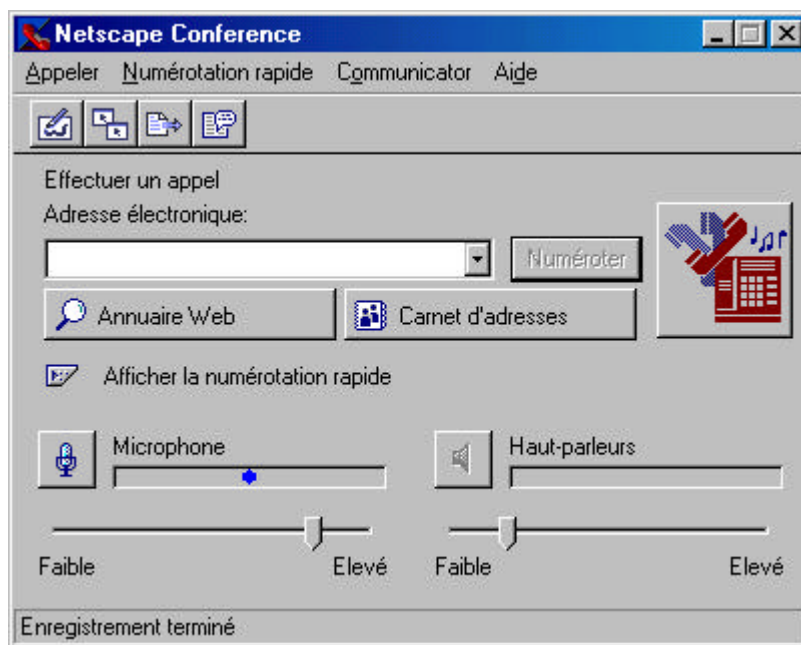 Netscape Conference
Appeler Numérotation rapide Communicator Aide
Effectuer un appel
Adresse électronique:
Numéroter
Annuaire Web Carnet d'adresses
Afficher la numérotation rapide
Microphone Haut-parleurs
Faible Elevé Faible Elevé
Enregistrement terminé